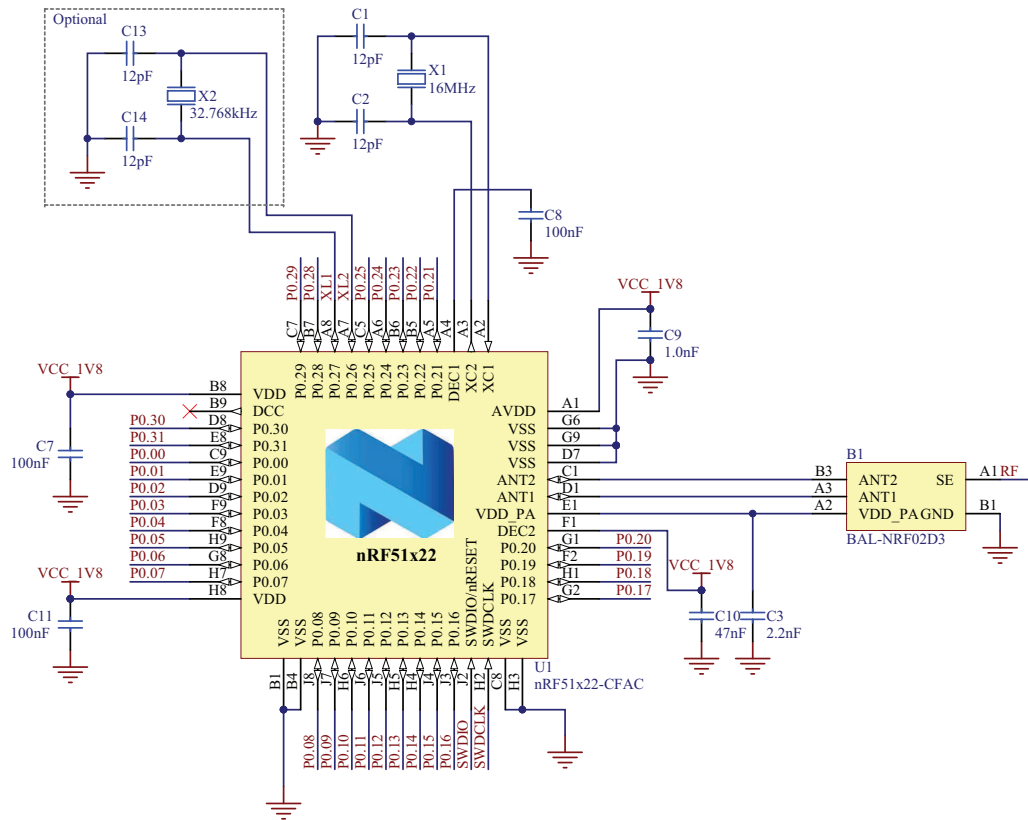 Optional
C13
12pF
X2
32.768kHz
C14
12pF
C1
12pF
X1
16MHz
C2
12pF
C8
100nF
P0.29
P0.28
XL1
XL2
P0.25
P0.24
P0.23
P0.22
P0.21
C7
B7
A8
A7
C5
A6
B6
B5
A5
A4
A3
A2
P0.29
P0.28
P0.27
P0.26
P0.25
P0.24
P0.23
P0.22
P0.21
DEC1
XC2
XC1
VCC_1V8
C9
1.0nF
VCC_1V8
C7
100nF
B8 VDD
B9 DCC
P0.30 D8 P0.30
P0.31 E8 P0.31
P0.00 C9 P0.00
P0.01 E9 P0.01
P0.02 D9 P0.02
P0.03 F9 P0.03
P0.04 F8 P0.04
P0.05 H9 P0.05
P0.06 G8 P0.06
P0.07 H7 P0.07
H8 VDD
VCC_1V8
C11
100nF
nRF51x22
AVDD A1
VSS G6
VSS G9
VSS D7
ANT2 C1
ANT1 D1
VDD_PA E1
DEC2 F1
P0.20 G1 P0.20
P0.19 F2 P0.19
P0.18 H1 P0.18
P0.17 G2 P0.17
B1
B3 ANT2 SE A1 RF
A3 ANT1
A2 VDD_PA GND B1
BAL-NRF02D3
VCC_1V8
C10
47nF
C3
2.2nF
VSS
VSS
P0.08
P0.09
P0.10
P0.11
P0.12
P0.13
P0.14
P0.15
P0.16
SWDIO/nRESET
SWDCLK
VSS
VSS
U1
nRF51x22-CFAC
B1
B4
J8
J7
H6
J6
J5
H5
H4
J4
J3
J2
H2
C8
H3
P0.08
P0.09
P0.10
P0.11
P0.12
P0.13
P0.14
P0.15
P0.16
SWDIO
SWDCLK